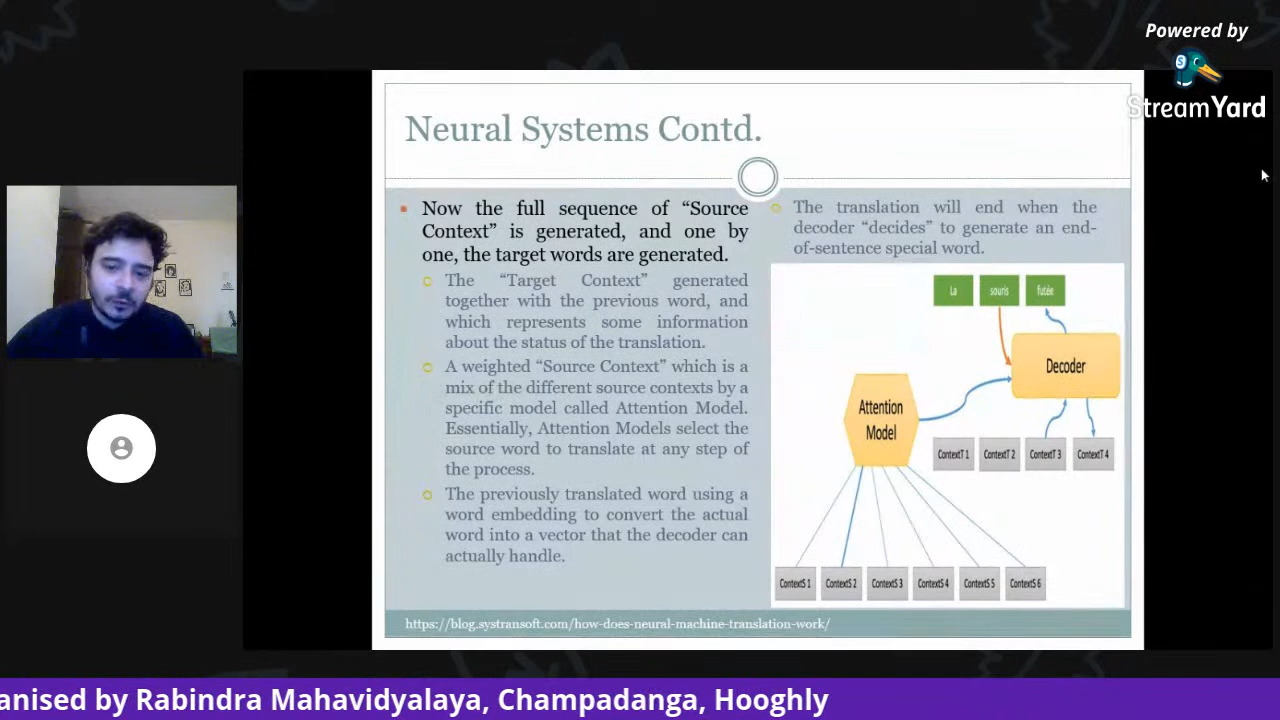 Powered by
StreamYard
Neural Systems Contd.
Now the full sequence of “Source
Context” is generated, and one by
one, the target words are generated.
The “Target Context” generated
together with the previous word, and
which represents some information
about the status of the translation.
A weighted “Source Context” which is a
mix of the different source contexts by a
specific model called Attention Model.
Essentially, Attention Models select the
source word to translate at any step of
the process.
The previously translated word using a
word embedding to convert the actual
word into a vector that the decoder can
actually handle.
The translation will end when the
decoder “decides” to generate an end-
of-sentence special word.
La souris futée
Decoder
Attention
Model
ContextT 1 ContextT 2 ContextT 3 ContextT 4
ContextS 1 ContextS 2 ContextS 3 ContextS 4 ContextS 5 ContextS 6
https://blog.systransoft.com/how-does-neural-machine-translation-work/
anised by Rabindra Mahavidyalaya, Champadanga, Hooghly